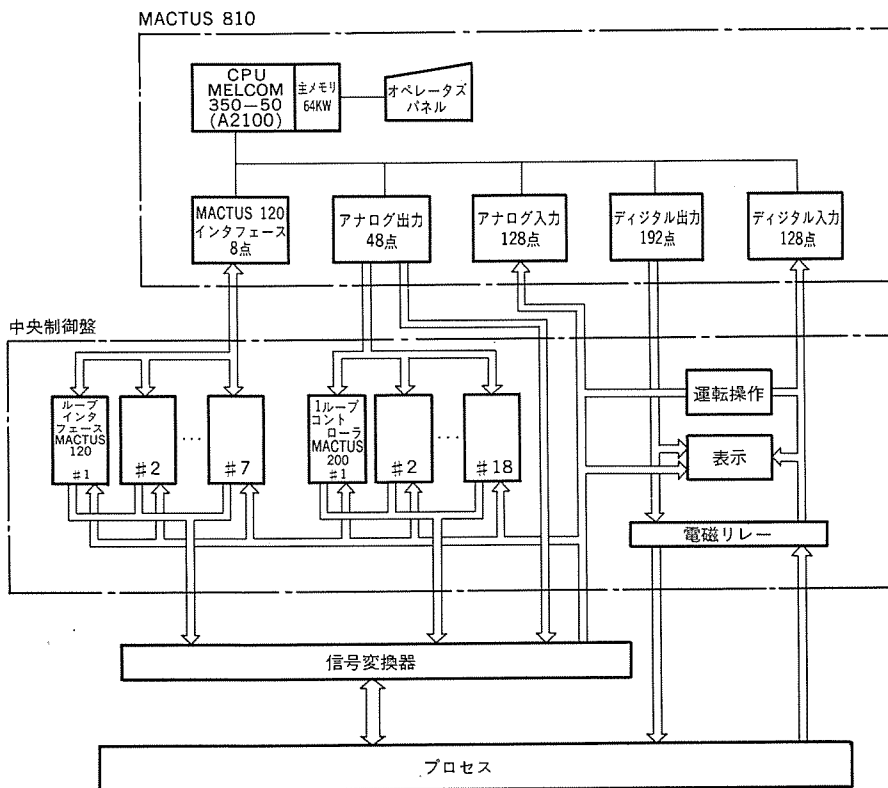 MACTUS 810
CPU
MELCOM
350-50
(A2100)
主メモリ
64KW
オペレータズ
パネル
MACTUS 120
インタフェース
8点
アナログ出力
48点
アナログ入力
128点
ディジタル出力
192点
ディジタル入力
128点
中央制御盤
ループ
インタ
フェース
MACTUS
120
#1
#2
...
#7
1ループ
コント
ローラ
MACTUS
200
#1
#2
...
#18
運転操作
表示
電磁リレー
信号変換器
プロセス